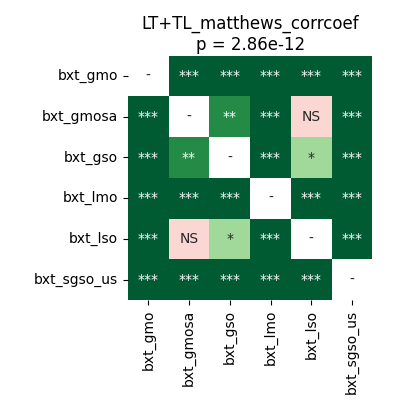 LT+TL_matthews_corrcoef
p = 2.86e-12
bxt_gmo - *** *** *** *** ***
bxt_gmosa *** - ** *** NS ***
bxt_gso *** ** - *** * ***
bxt_lmo *** *** *** - *** ***
bxt_lso *** NS * *** - ***
bxt_sgso_us *** *** *** *** *** -
bxt_gmo bxt_gmosa bxt_gso bxt_lmo bxt_lso bxt_sgso_us